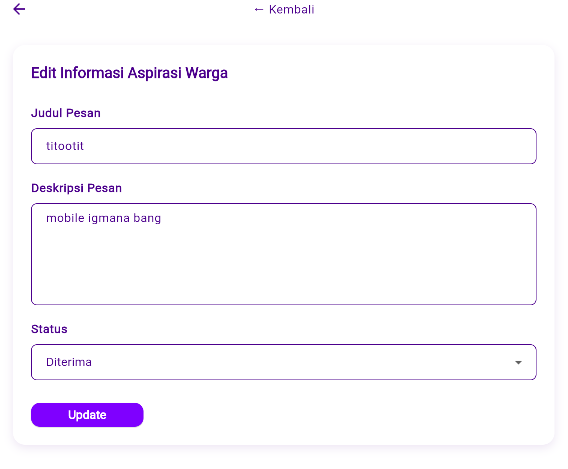 ← Kembali
Edit Informasi Aspirasi Warga
Judul Pesan
titootit
Deskripsi Pesan
mobile igmana bang
Status
Diterima
Update